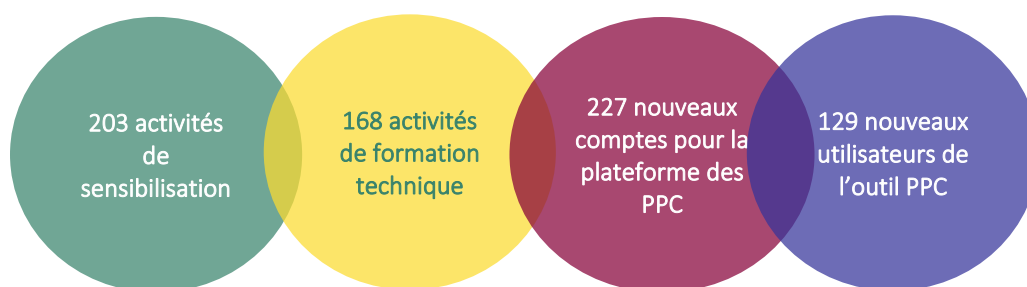 203 activités
de
sensibilisation
168 activités
de formation
technique
227 nouveaux
comptes pour la
plateforme des
PPC
129 nouveaux
utilisateurs de
l’outil PPC